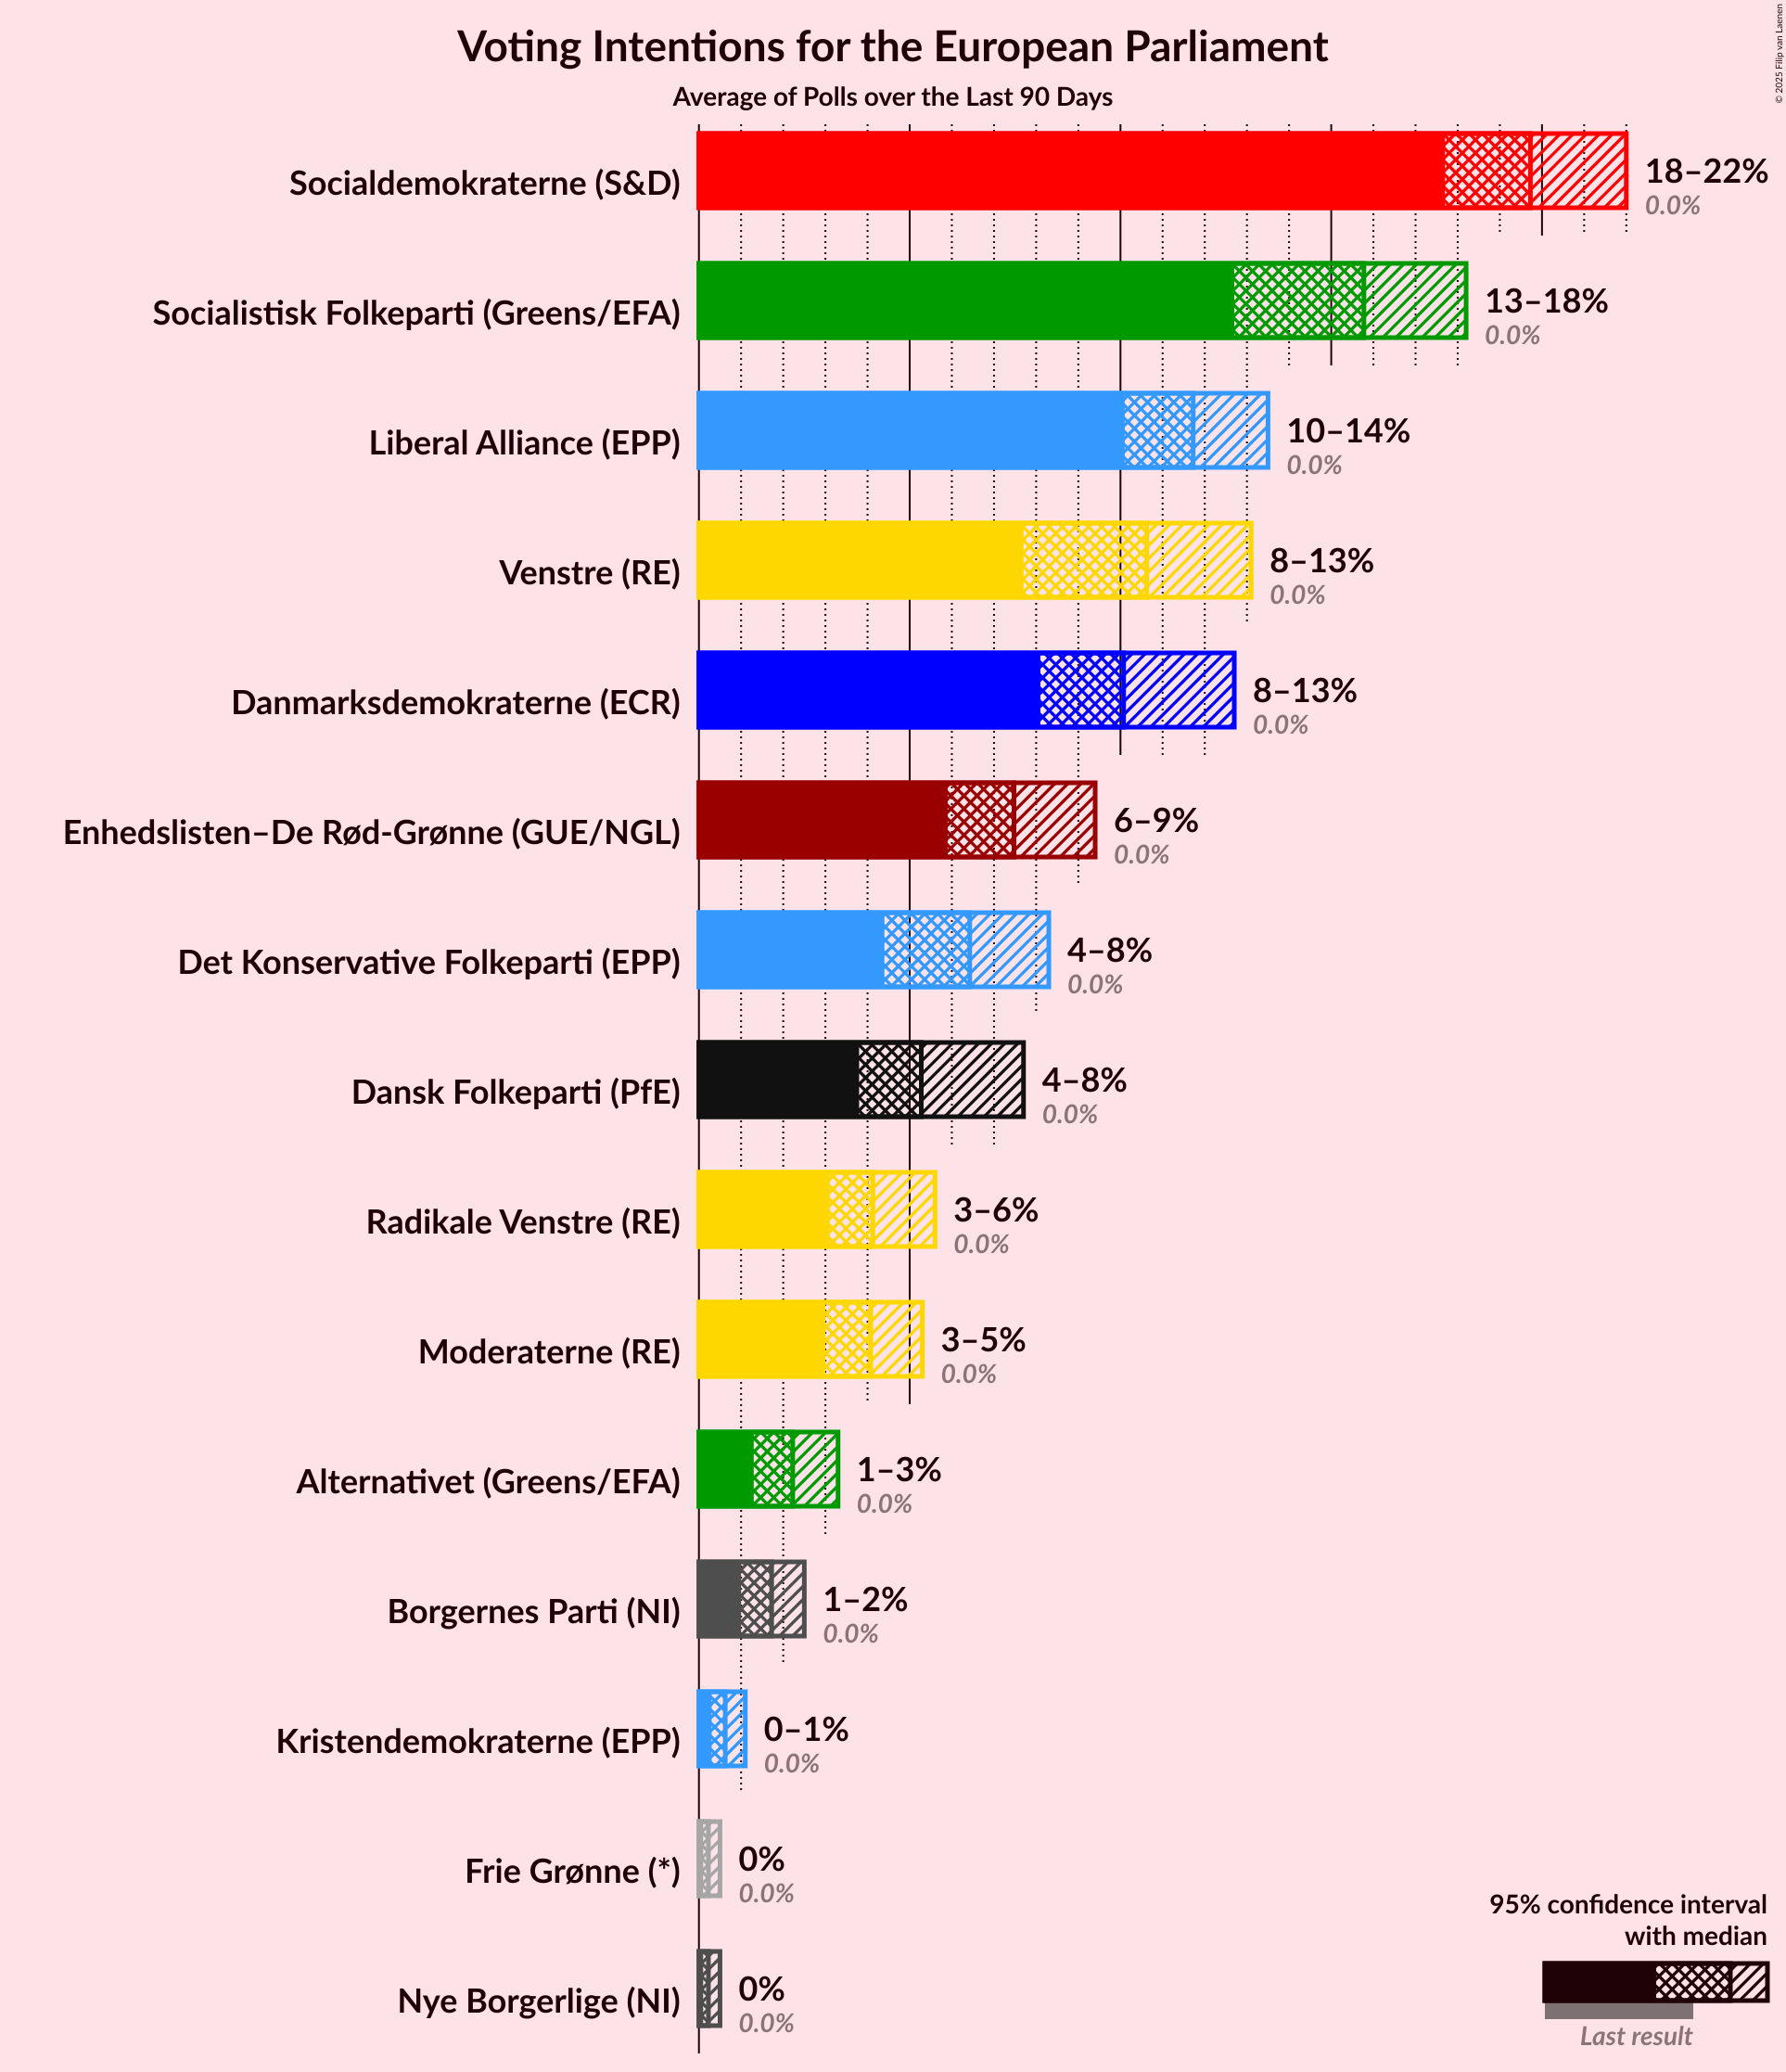 Voting Intentions for the European Parliament
Average of Polls over the Last 90 Days
© 2025 Filip van Laenen
Socialdemokraterne (S&D)
18–22%
0.0%
Socialistisk Folkeparti (Greens/EFA)
13–18%
0.0%
Liberal Alliance (EPP)
10–14%
0.0%
Venstre (RE)
8–13%
0.0%
Danmarksdemokraterne (ECR)
8–13%
0.0%
Enhedslisten–De Rød-Grønne (GUE/NGL)
6–9%
0.0%
Det Konservative Folkeparti (EPP)
4–8%
0.0%
Dansk Folkeparti (PfE)
4–8%
0.0%
Radikale Venstre (RE)
3–6%
0.0%
Moderaterne (RE)
3–5%
0.0%
Alternativet (Greens/EFA)
1–3%
0.0%
Borgernes Parti (NI)
1–2%
0.0%
Kristendemokraterne (EPP)
0–1%
0.0%
Frie Grønne (*)
0%
0.0%
Nye Borgerlige (NI)
0%
0.0%
95% confidence interval
with median
Last result